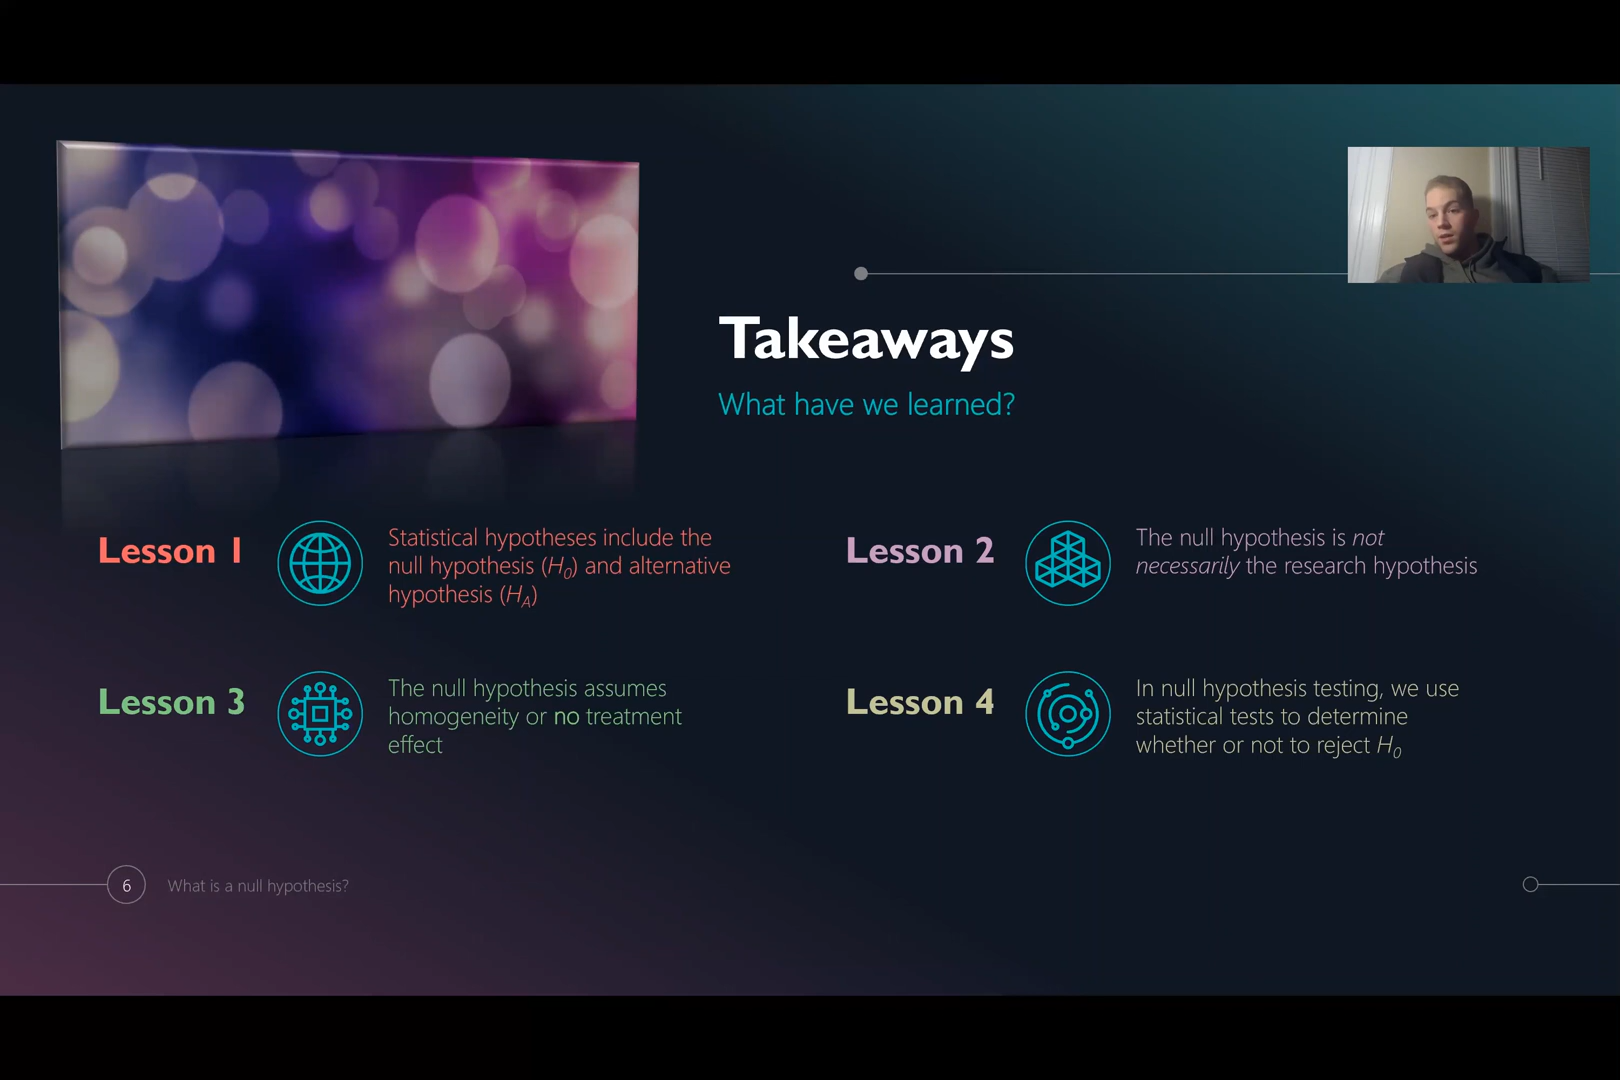 Takeaways
What have we learned?
Lesson 1
Statistical hypotheses include the
null hypothesis (H₀) and alternative
hypothesis (H_A)
Lesson 2
The null hypothesis is not
necessarily the research hypothesis
Lesson 3
The null hypothesis assumes
homogeneity or no treatment
effect
Lesson 4
In null hypothesis testing, we use
statistical tests to determine
whether or not to reject H₀
6
What is a null hypothesis?